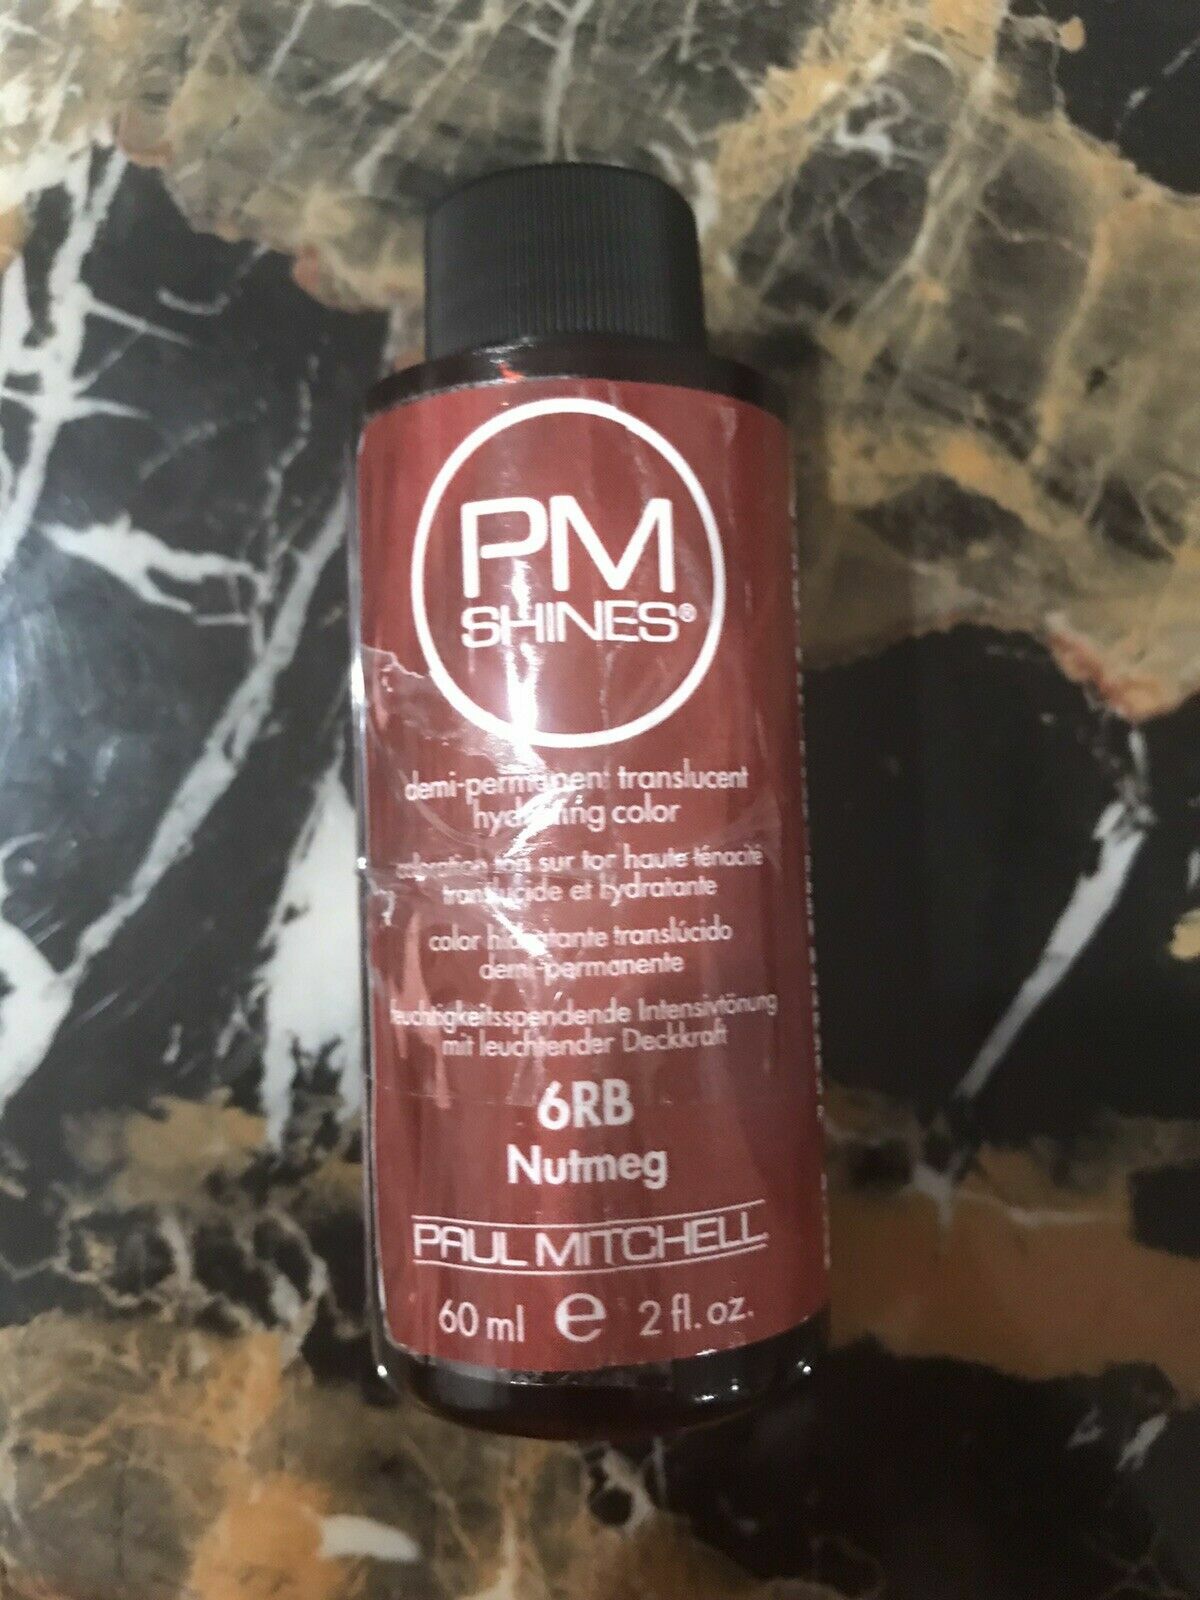 PM
SHINES®
demi-permanent translucent
hydrating color
coloration ton sur ton haute ténacité
translucide et hydratante
color hidratante translúcido
demi-permanente
feuchtigkeitsspendende Intensivtönung
mit leuchtender Deckkraft
6RB
Nutmeg
PAUL MITCHELL
60 ml e 2 fl. oz.